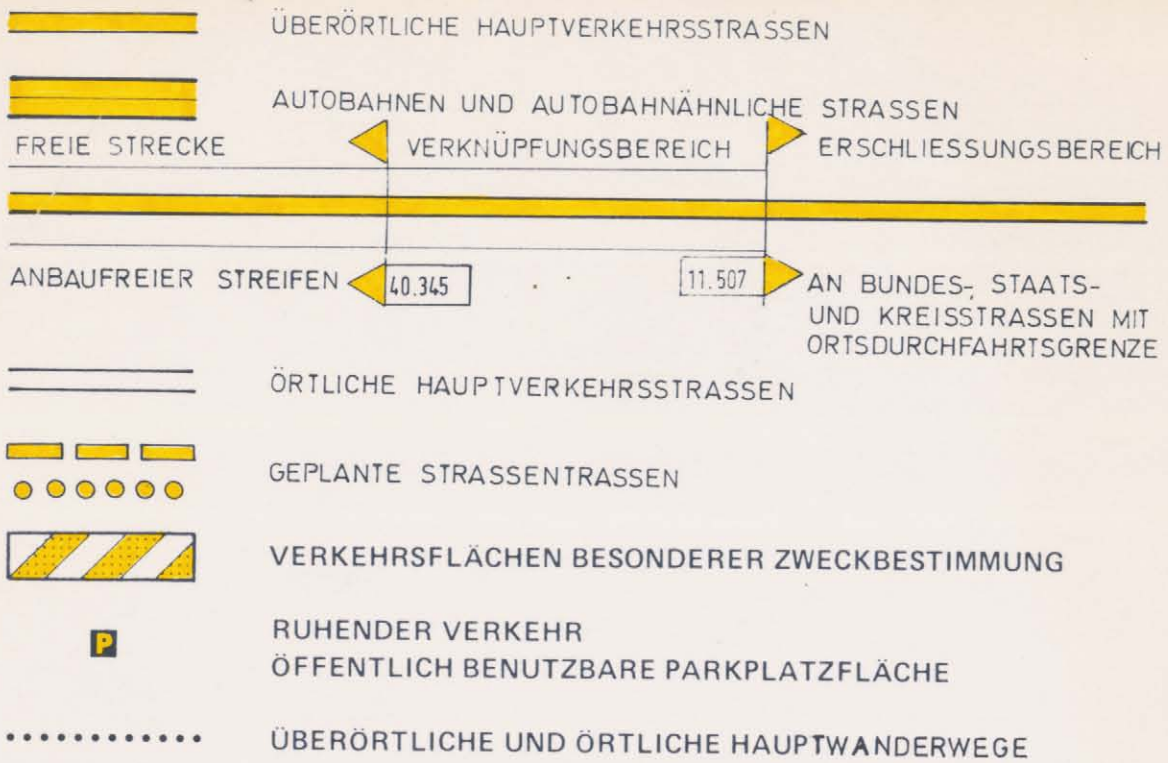 ÜBERÖRTLICHE HAUPTVERKEHRSSTRASSEN
AUTOBAHNEN UND AUTOBAHNÄHNLICHE STRASSEN
FREIE STRECKE VERKNÜPFUNGSBEREICH ERSCHLIESSUNGSBEREICH
ANBAUFREIER STREIFEN 40.345 11.507 AN BUNDES-, STAATS-
UND KREISSTRASSEN MIT
ORTSDURCHFAHRTSGRENZE
ÖRTLICHE HAUPTVERKEHRSSTRASSEN
GEPLANTE STRASSENTRASSEN
VERKEHRSFLÄCHEN BESONDERER ZWECKBESTIMMUNG
P
RUHENDER VERKEHR
ÖFFENTLICH BENUTZBARE PARKPLATZFLÄCHE
ÜBERÖRTLICHE UND ÖRTLICHE HAUPTWANDERWEGE